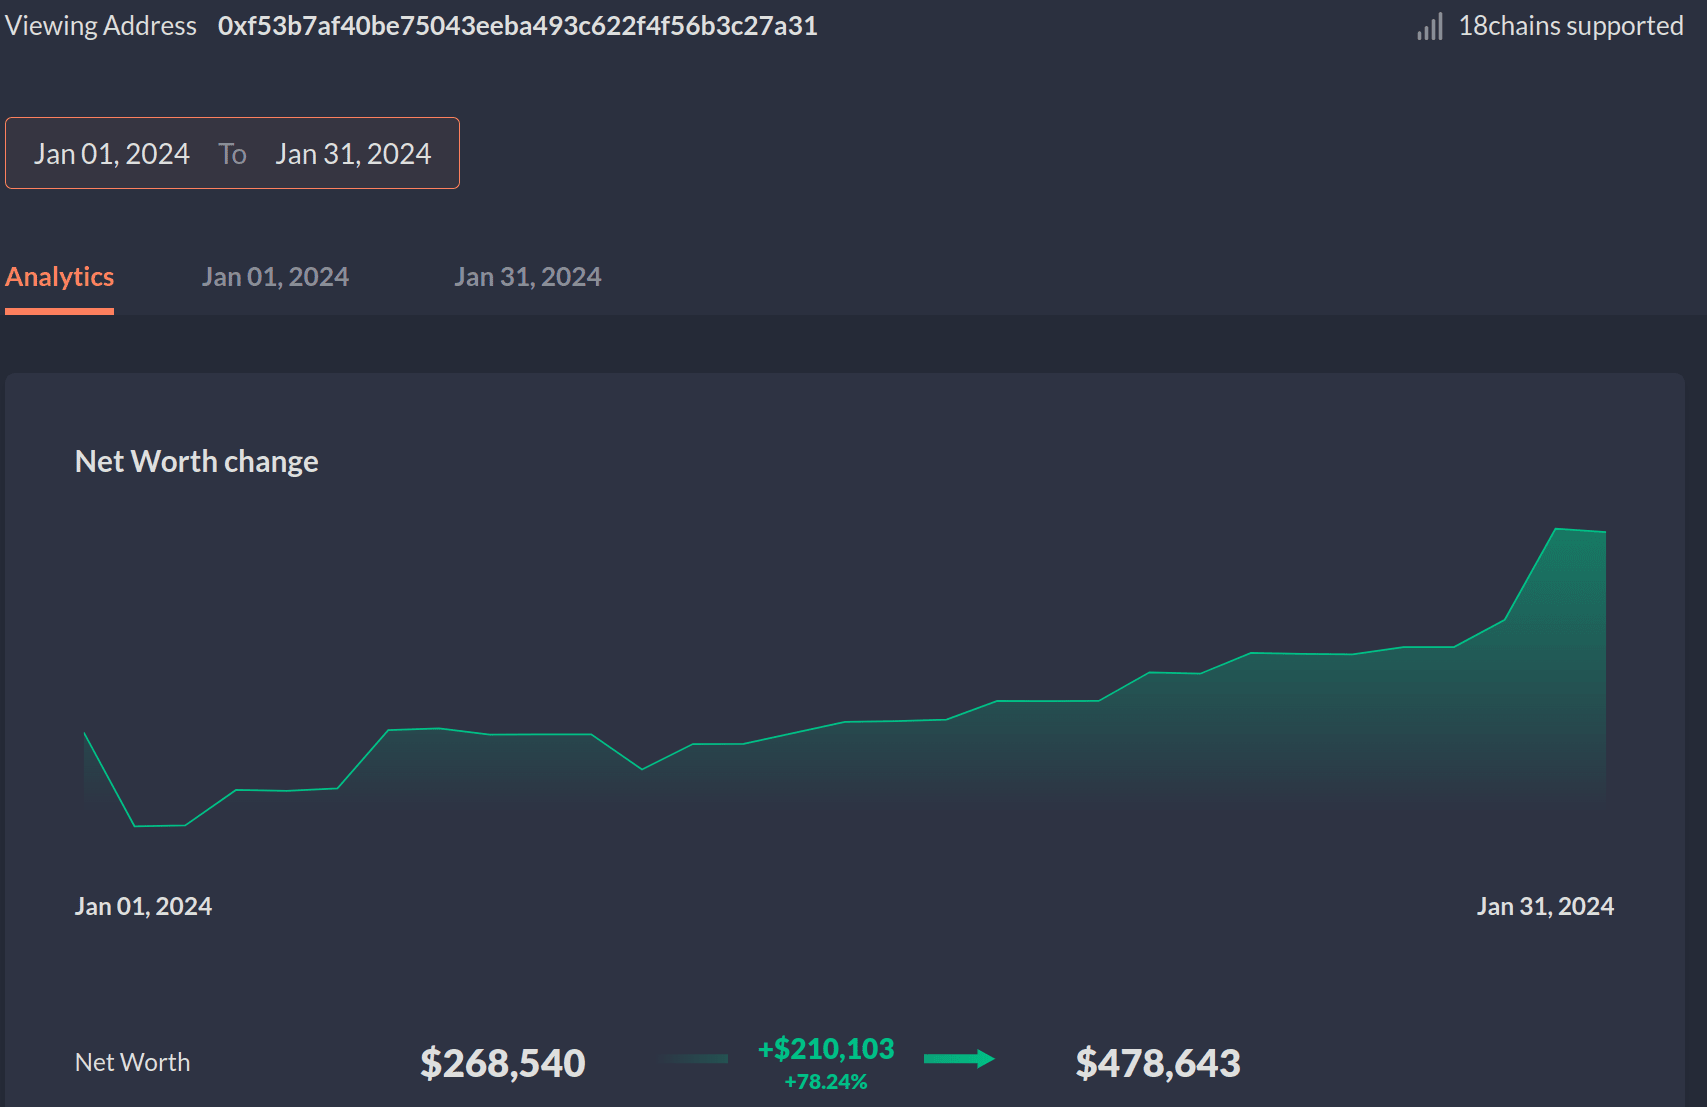 Viewing Address 0xf53b7af40be75043eeba493c622f4f56b3c27a31
18chains supported
Jan 01, 2024 To Jan 31, 2024
Analytics Jan 01, 2024 Jan 31, 2024
Net Worth change
Jan 01, 2024 Jan 31, 2024
+$210,103
Net Worth $268,540 $478,643
+78.24%